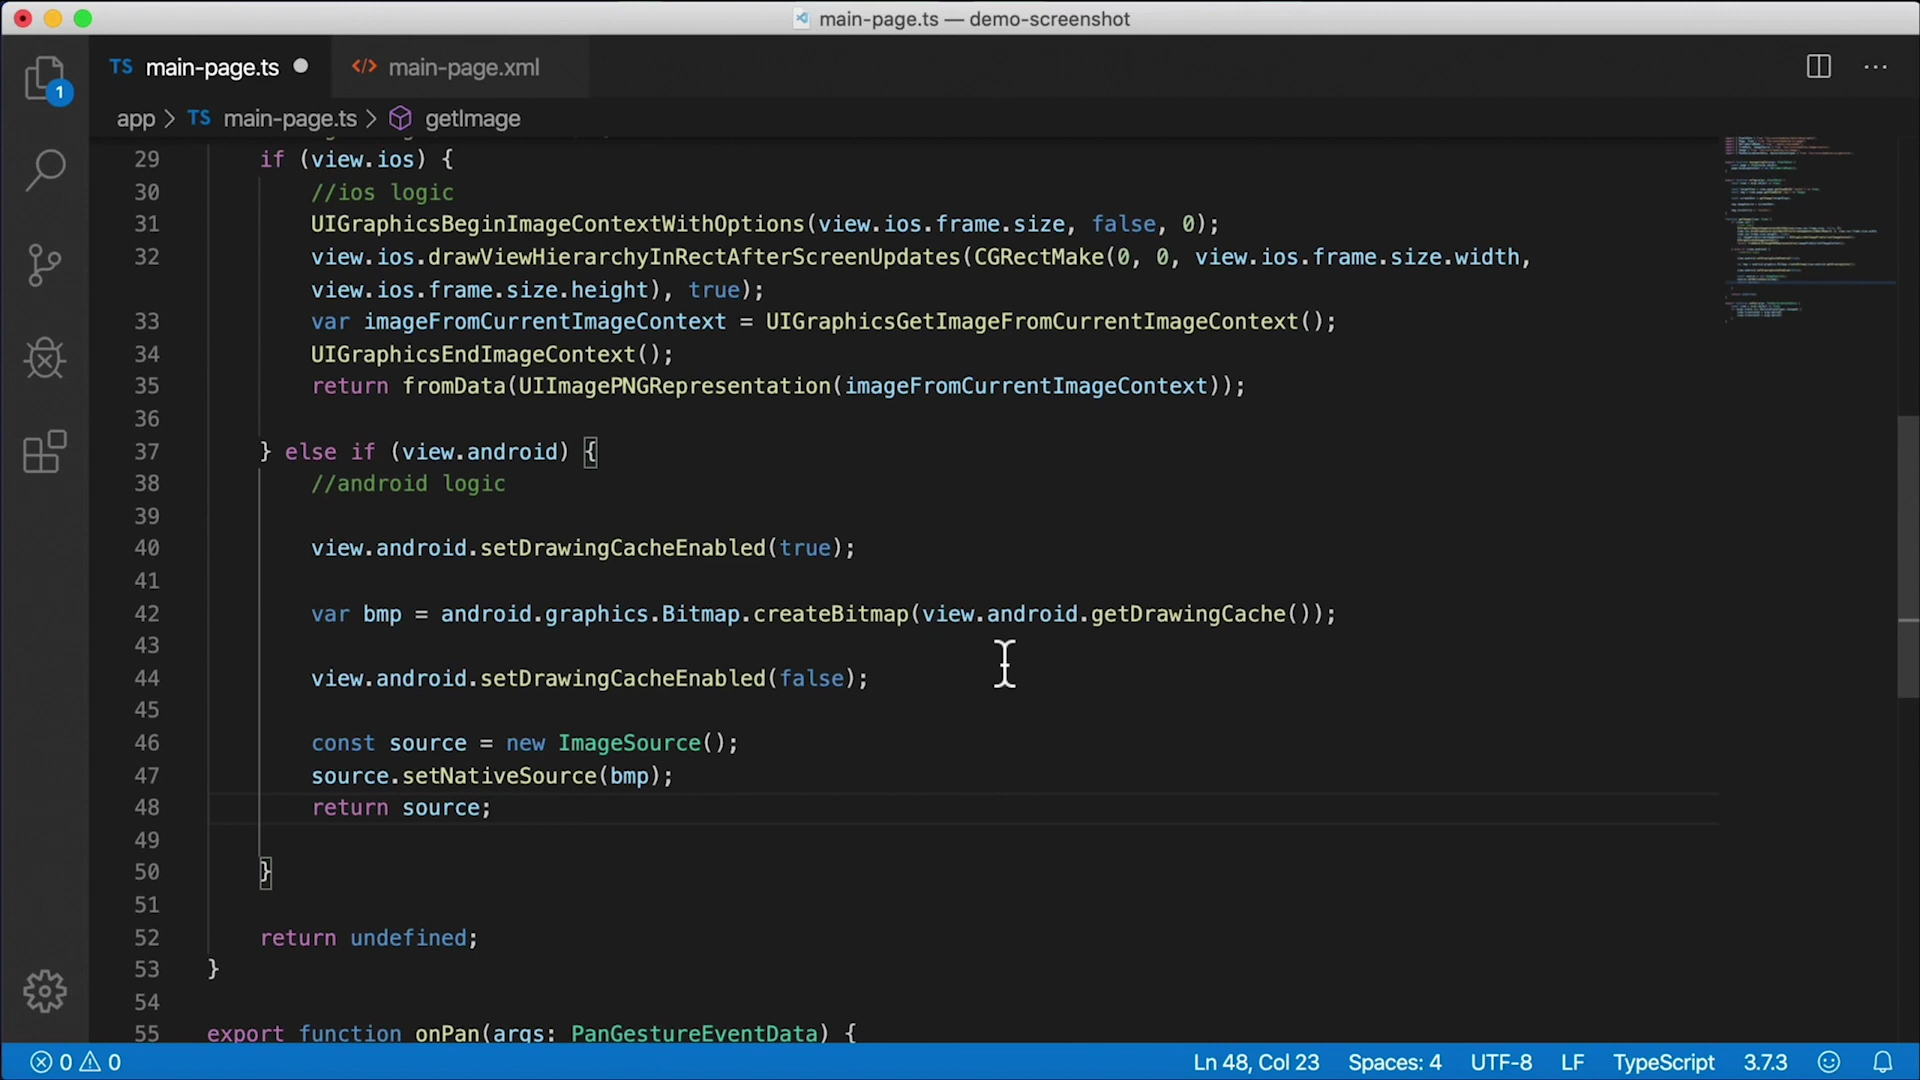 main-page.ts — demo-screenshot
TS main-page.ts
main-page.xml
1
app > TS main-page.ts > getImage
29 if (view.ios) {
30 //ios logic
31 UIGraphicsBeginImageContextWithOptions(view.ios.frame.size, false, 0);
32 view.ios.drawViewHierarchyInRectAfterScreenUpdates(CGRectMake(0, 0, view.ios.frame.size.width,
view.ios.frame.size.height), true);
33 var imageFromCurrentImageContext = UIGraphicsGetImageFromCurrentImageContext();
34 UIGraphicsEndImageContext();
35 return fromData(UIImagePNGRepresentation(imageFromCurrentImageContext));
36
37 } else if (view.android) {
38 //android logic
39
40 view.android.setDrawingCacheEnabled(true);
41
42 var bmp = android.graphics.Bitmap.createBitmap(view.android.getDrawingCache());
43
44 view.android.setDrawingCacheEnabled(false);
45
46 const source = new ImageSource();
47 source.setNativeSource(bmp);
48 return source;
49
50 }
51
52 return undefined;
53 }
54
55 export function onPan(args: PanGestureEventData) {
0 0 Ln 48, Col 23 Spaces: 4 UTF-8 LF TypeScript 3.7.3